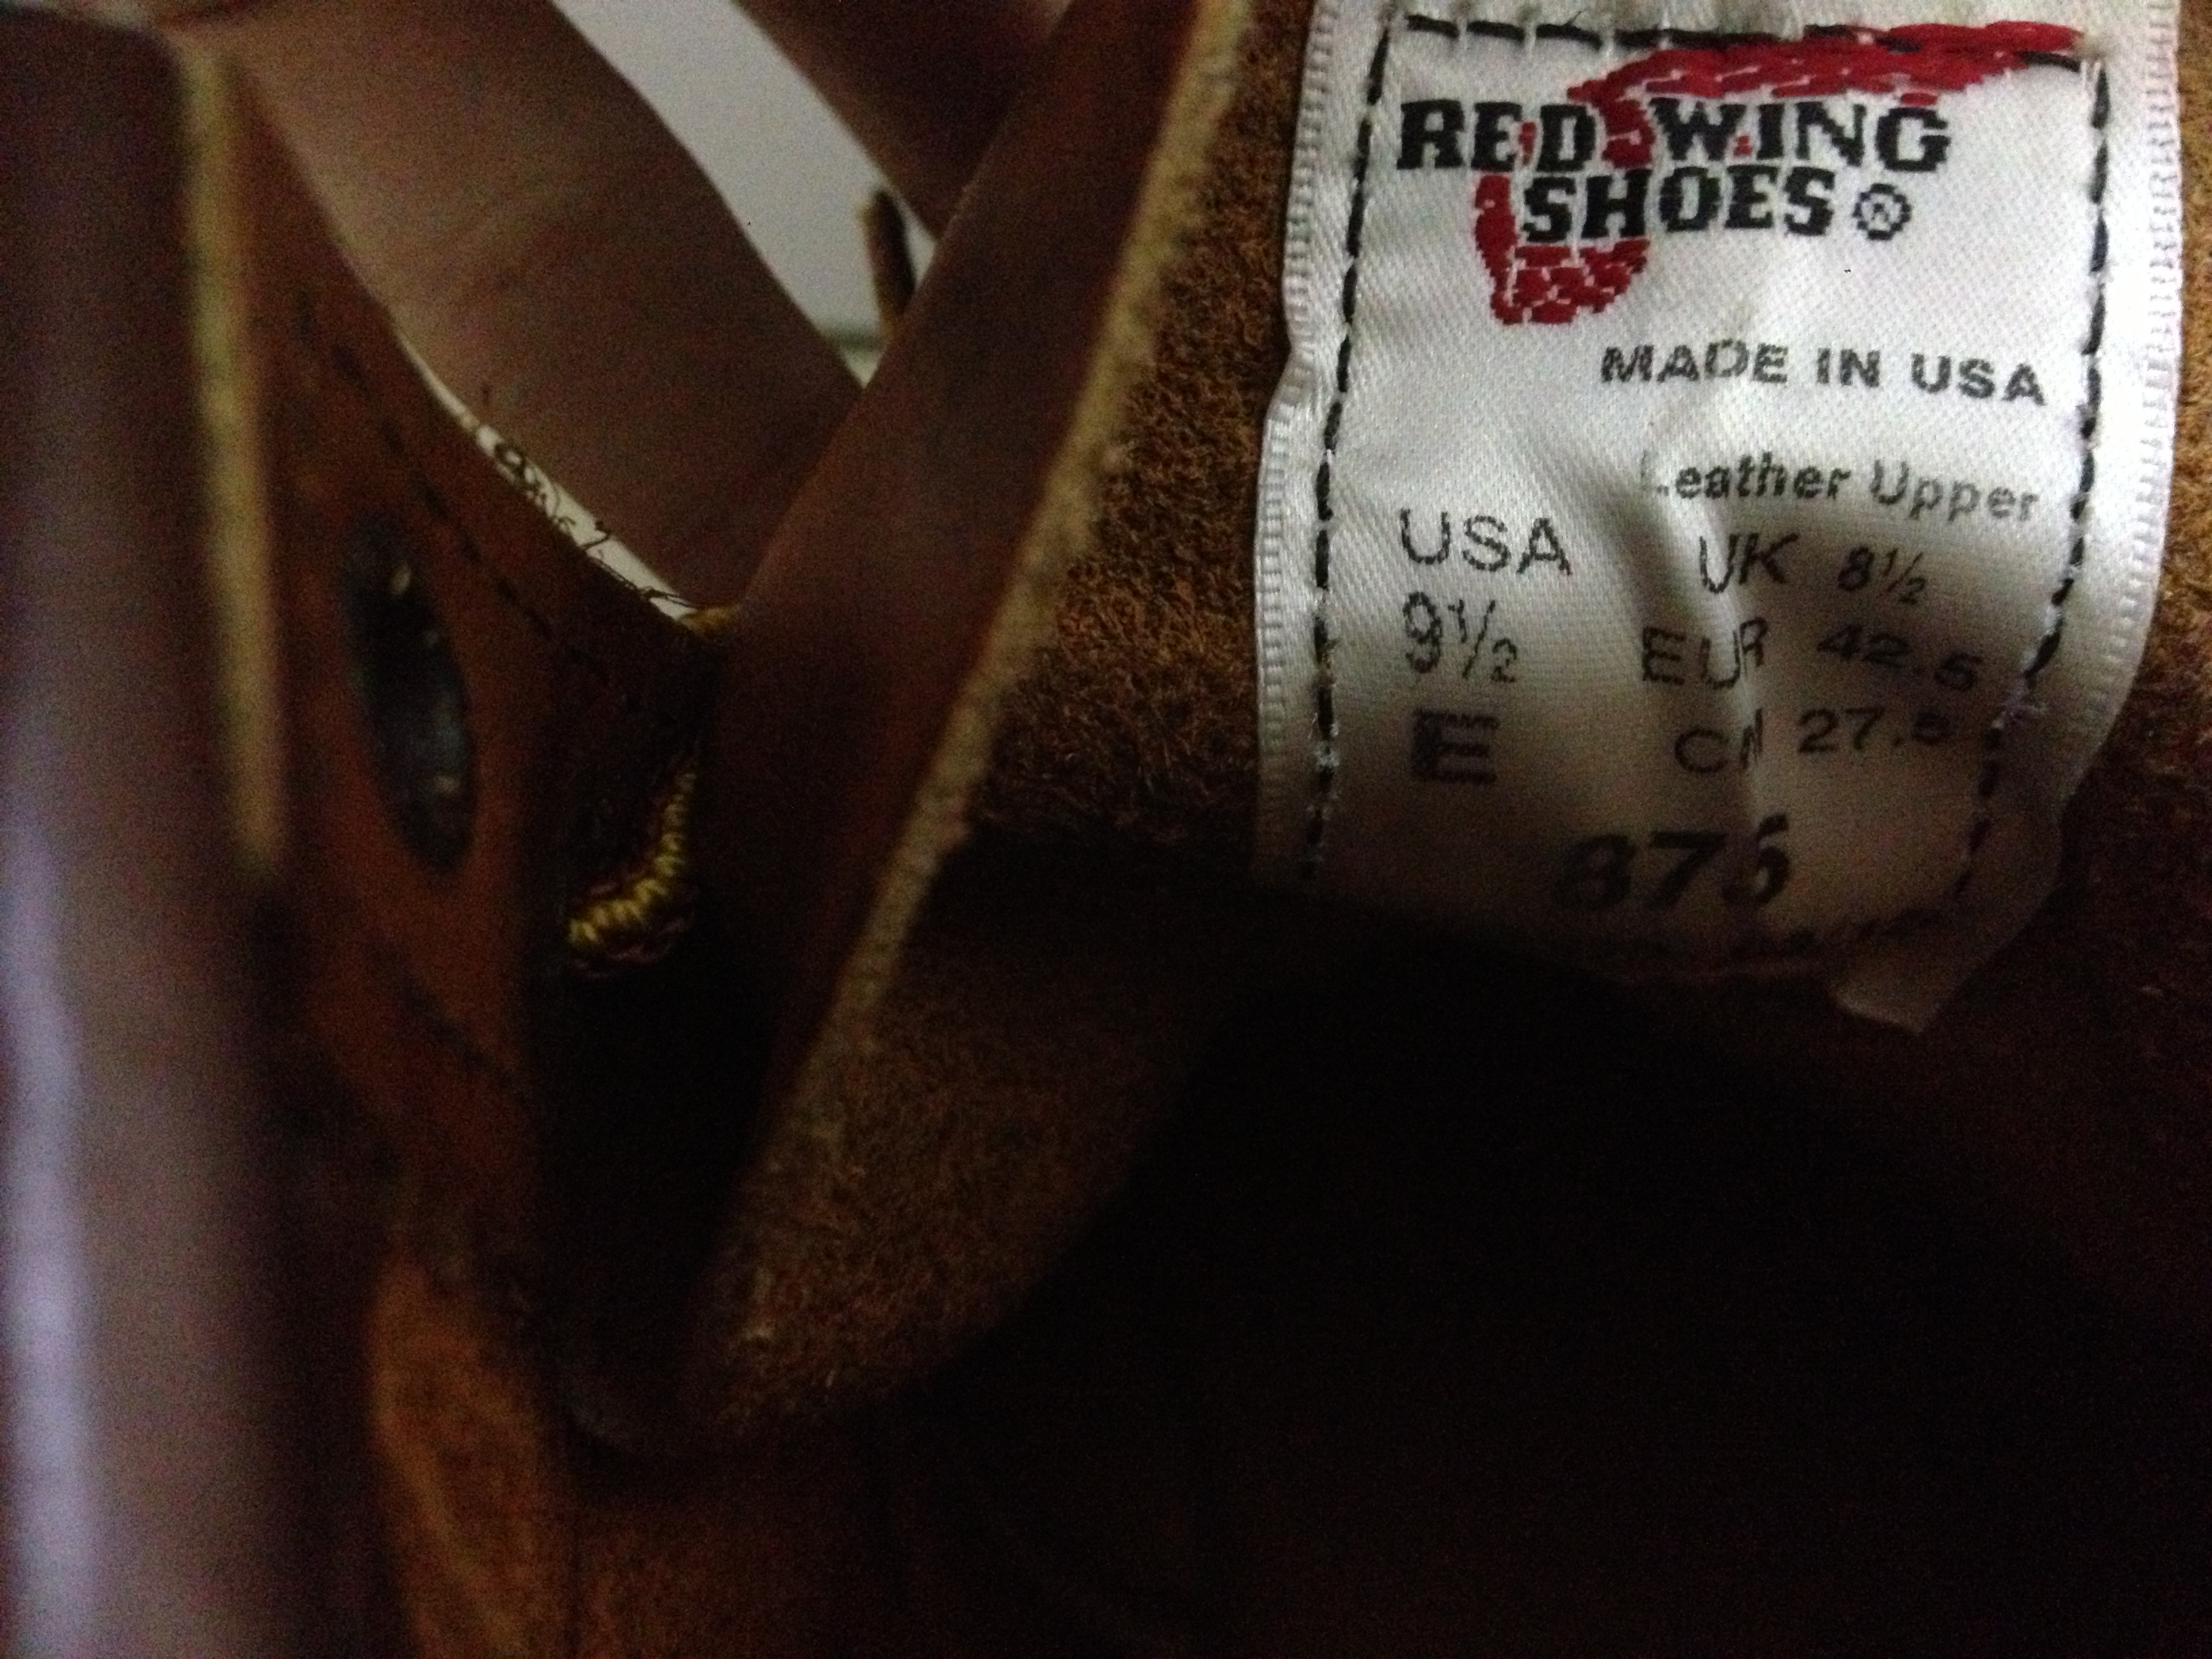 RED WING
SHOES ®
MADE IN USA
Leather Upper
USA UK 8½
9½ EUR 42.5
E CM 27.5
875